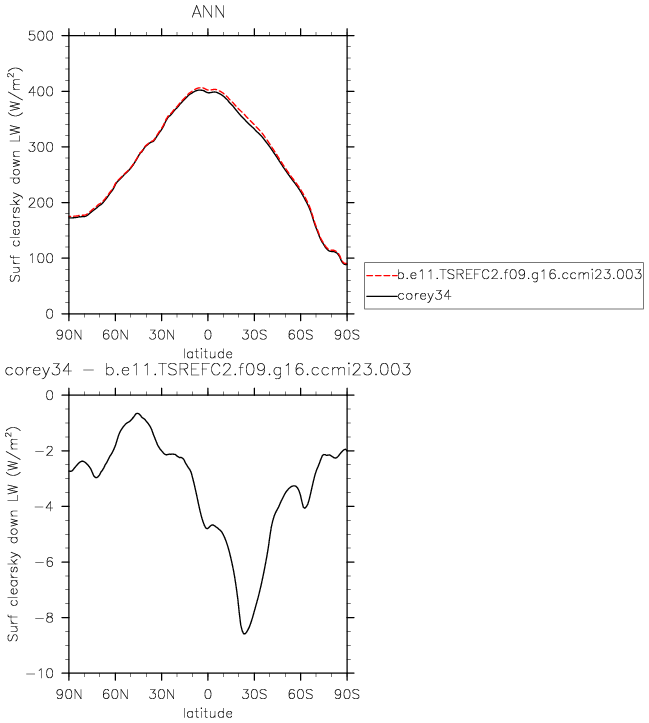 ANN
500
400
300
200
100
0
Surf clearsky down LW (W/m²)
90N 60N 30N 0 30S 60S 90S
latitude
b.e11.TSREFC2.f09.g16.ccmi23.003
corey34
corey34 − b.e11.TSREFC2.f09.g16.ccmi23.003
0
−2
−4
−6
−8
−10
Surf clearsky down LW (W/m²)
90N 60N 30N 0 30S 60S 90S
latitude